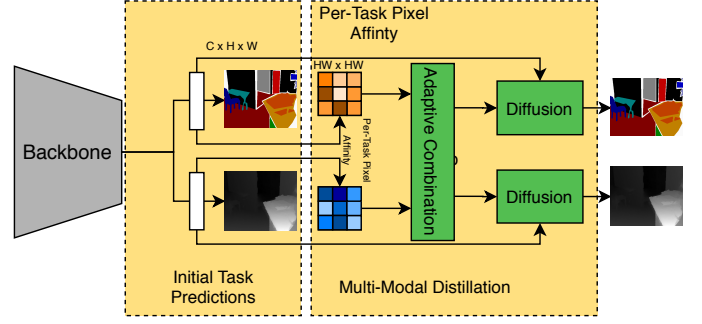 Per-Task Pixel
Affinty
C x H x W
HW x HW
Backbone
Per-Task Pixel
Affinity
Adaptive Combination
Diffusion
Diffusion
Initial Task
Predictions
Multi-Modal Distillation